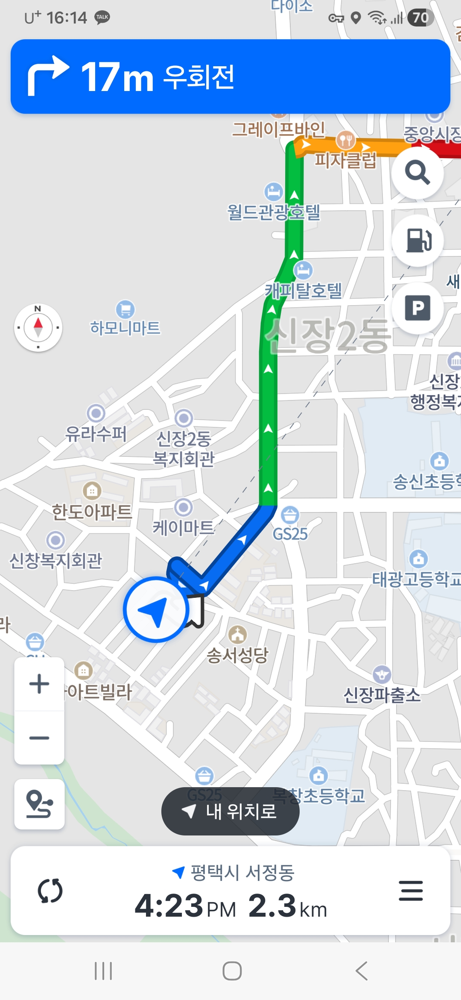 다이소
U+ 16:14 TALK 70
17m 우회전
그레이프바인
중앙시장
피자클럽
월드관광호텔
캐피탈호텔
새
N
하모니마트
P
신장2동
신장
행정복지
유라수퍼
신장2동
복지회관
송신초등학
한도아파트
케이마트
GS25
신창복지회관
태광고등학교
라
송서성당
아트빌라
신장파출소
GS25
복창초등학교
내 위치로
평택시 서정동
4:23 PM 2.3 km